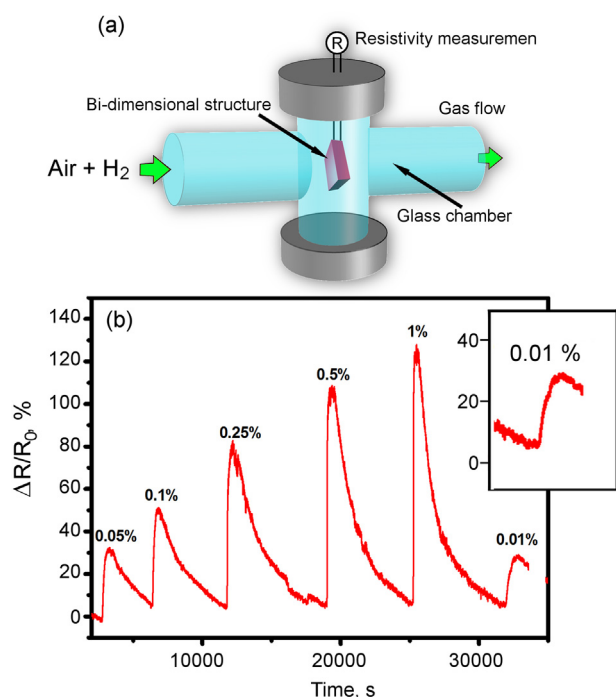 (a)
R
Resistivity measuremen
Bi-dimensional structure
Gas flow
Air + H₂
Glass chamber
(b)
140
120
100
80
60
40
20
0
ΔR/R₀, %
0.05%
0.1%
0.25%
0.5%
1%
0.01%
40
20
0
0.01 %
10000
20000
30000
Time, s